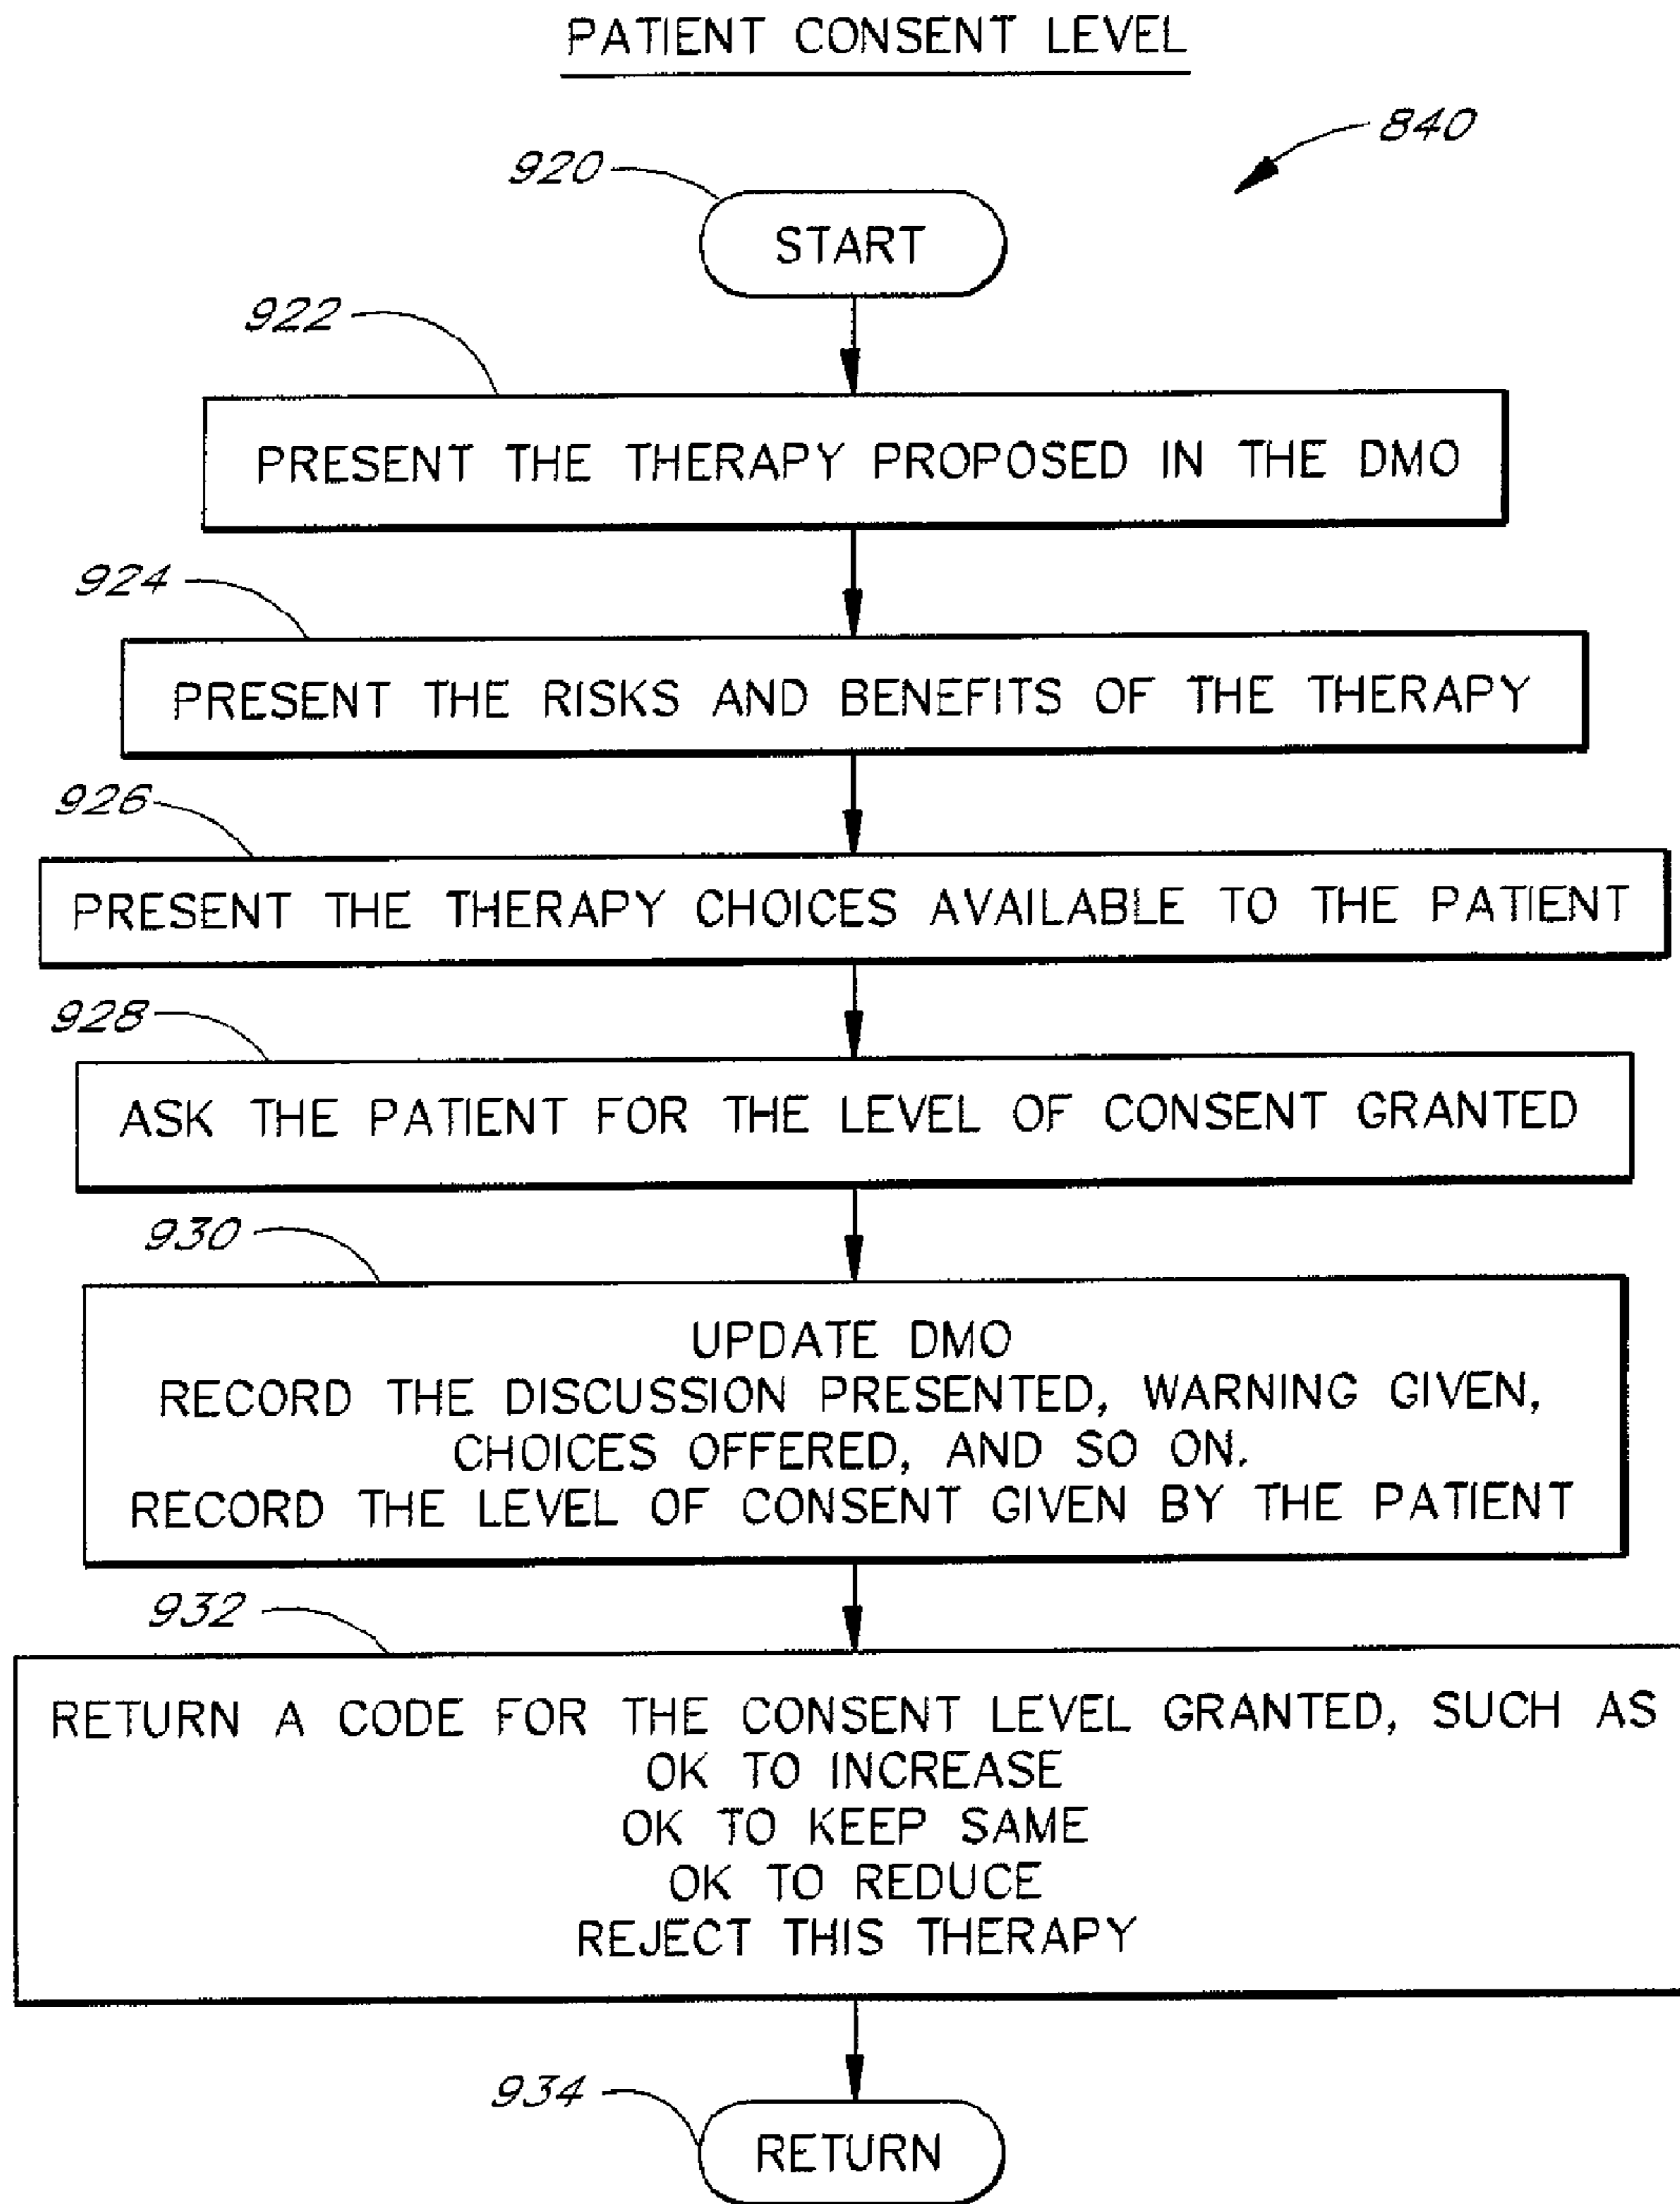 PATIENT CONSENT LEVEL
840
920
START
922
PRESENT THE THERAPY PROPOSED IN THE DMO
924
PRESENT THE RISKS AND BENEFITS OF THE THERAPY
926
PRESENT THE THERAPY CHOICES AVAILABLE TO THE PATIENT
928
ASK THE PATIENT FOR THE LEVEL OF CONSENT GRANTED
930
UPDATE DMO
RECORD THE DISCUSSION PRESENTED, WARNING GIVEN,
CHOICES OFFERED, AND SO ON.
RECORD THE LEVEL OF CONSENT GIVEN BY THE PATIENT
932
RETURN A CODE FOR THE CONSENT LEVEL GRANTED, SUCH AS
OK TO INCREASE
OK TO KEEP SAME
OK TO REDUCE
REJECT THIS THERAPY
934
RETURN